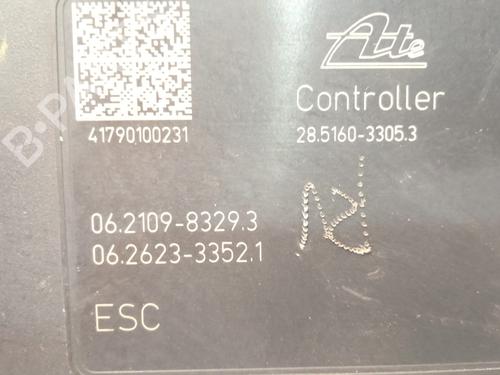 Ate
Controller
41790100231
28.5160-3305.3
06.2109-8329.3
06.2623-3352.1
ESC